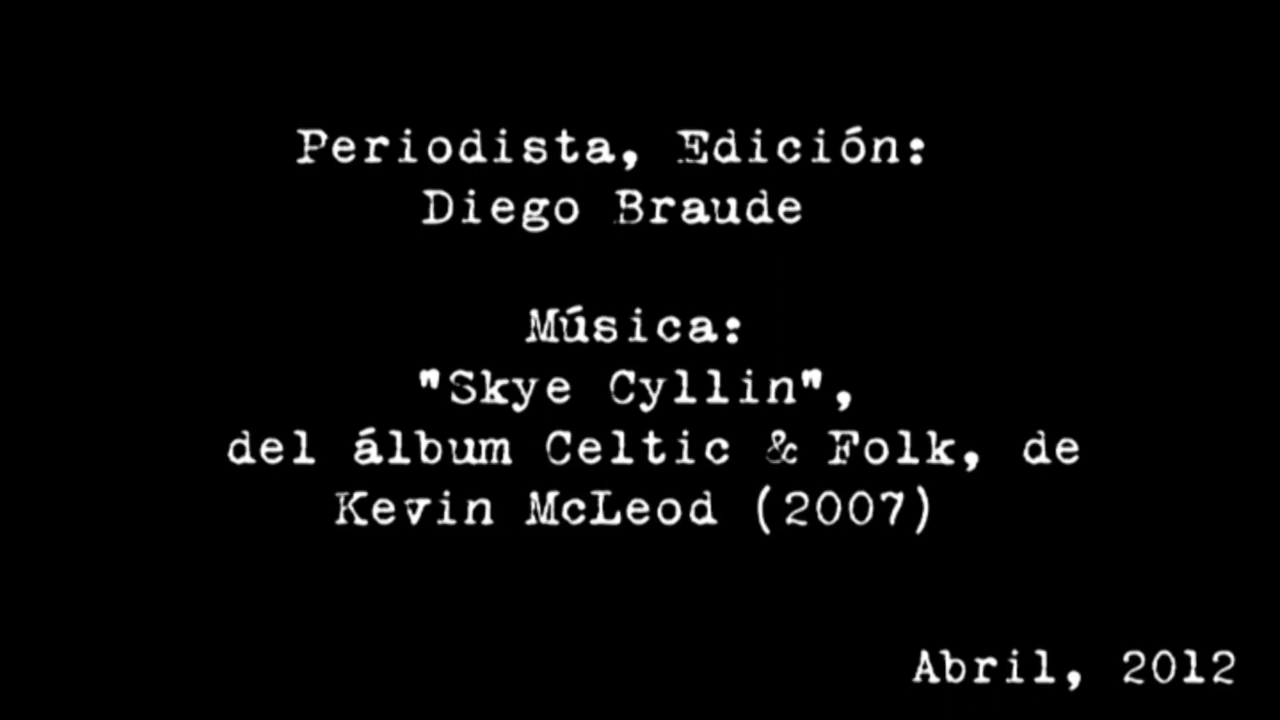 Periodista, Edición:
Diego Braude
Música:
"Skye Cyllin",
del álbum Celtic & Folk, de
Kevin McLeod (2007)
Abril, 2012